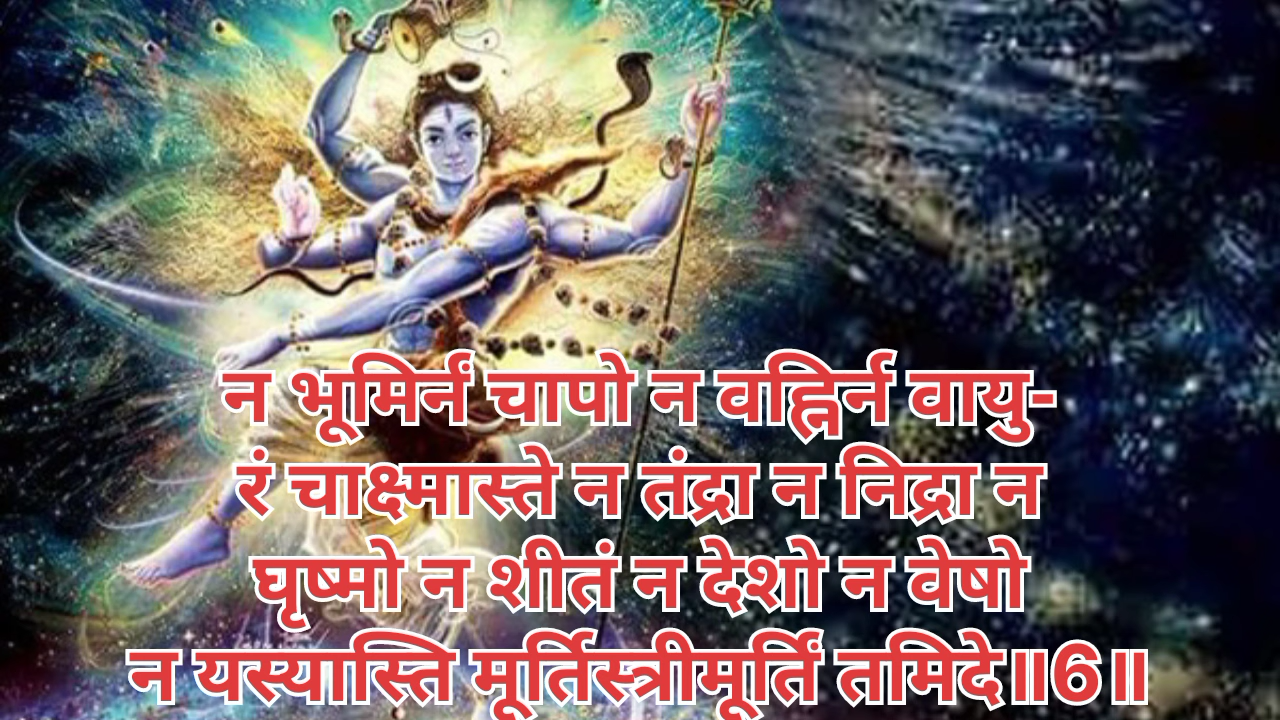 न भूमिर्नं चापो न वह्निर्न वायु-
रं चाक्ष्मास्ते न तंद्रा न निद्रा न
घृष्मो न शीतं न देशो न वेषो
न यस्यास्ति मूर्तिस्त्रीमूर्तिं तमिदे॥6॥